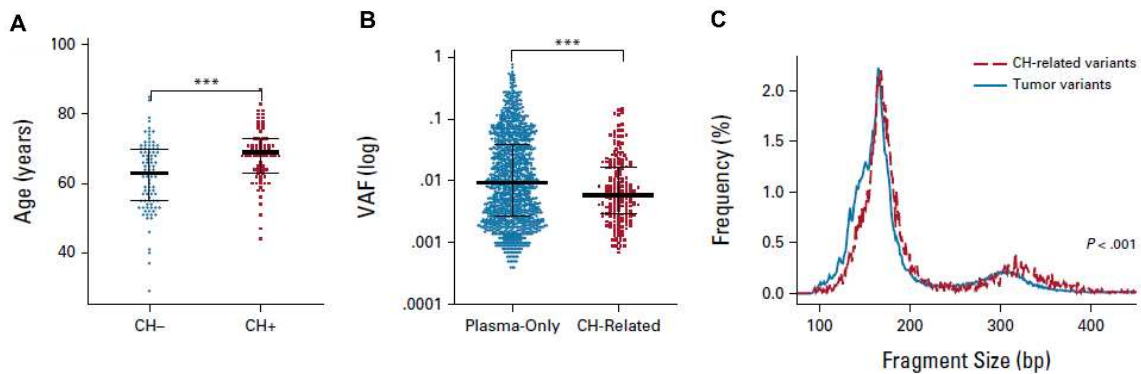 A
B
C
100
80
60
40
Age (years)
***
CH–
CH+
1
.1
.01
.001
.0001
VAF (log)
***
Plasma-Only
CH-Related
2.0
1.5
1.0
0.5
0.0
Frequency (%)
CH-related variants
Tumor variants
P < .001
100
200
300
400
Fragment Size (bp)